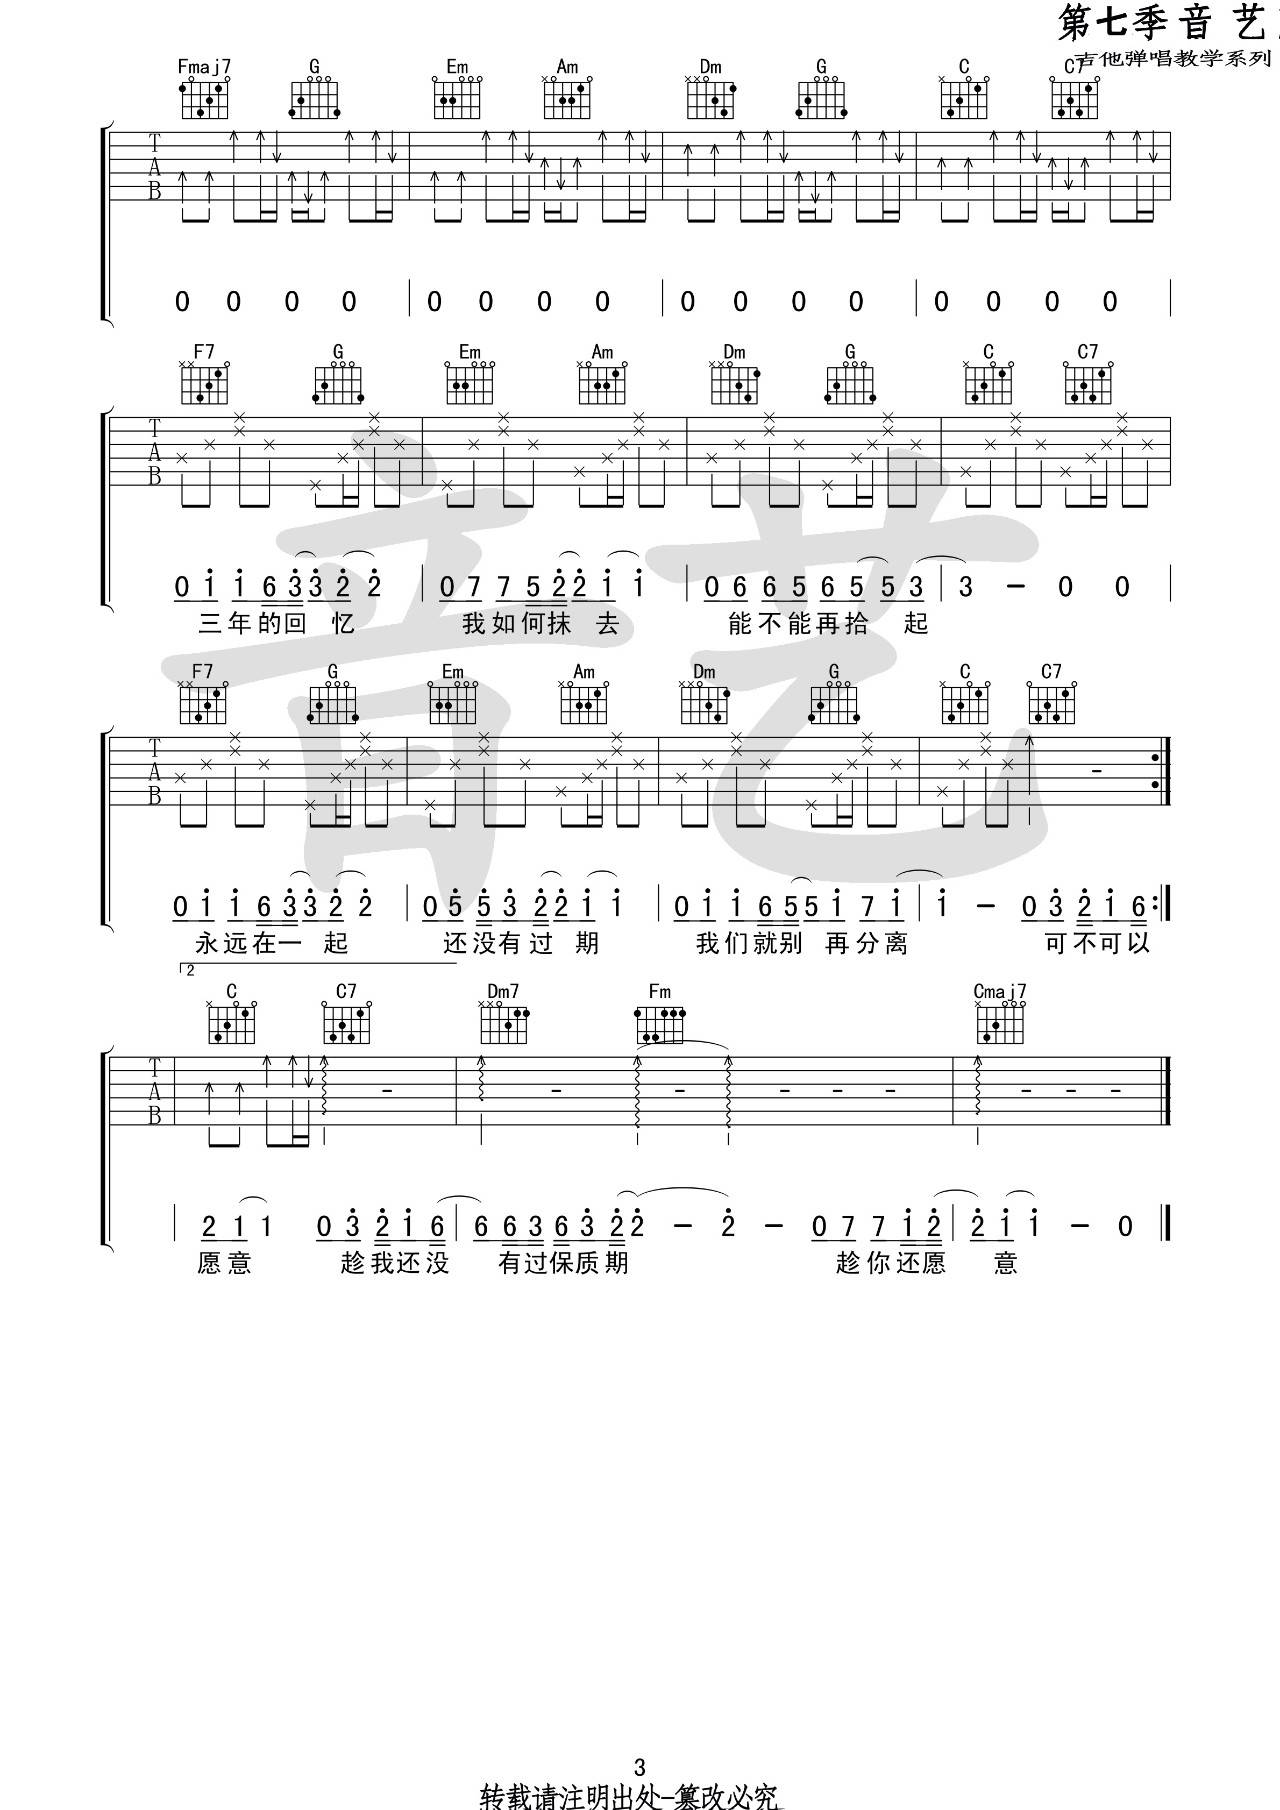 第七季音艺
吉他弹唱教学系列
Fmaj7 G Em Am Dm G C C7
T
A
B
0 0 0 0 0 0 0 0 0 0 0 0 0 0 0 0
F7 G Em Am Dm G C C7
T
A
B
0 1 1 6 3 3 2 2 0 7 7 5 2 2 1 1 0 6 6 5 6 5 5 3 3 - 0 0
三年的回忆 我如何抹去 能不能再拾起
F7 G Em Am Dm G C C7
T
A
B
0 1 1 6 3 3 2 2 0 5 5 3 2 2 1 1 0 1 1 6 5 5 1 7 1 1 - 0 3 2 1 6
永远在一起 还没有过期 我们就别再分离 可不可以
2
C C7 Dm7 Fm Cmaj7
T
A
B
2 1 1 0 3 2 1 6 6 6 3 6 3 2 2 - 2 - 0 7 7 1 2 2 1 1 - 0
愿意 趁我还没 有过保质期 趁你还愿意
音艺
3
转载请注明出处-篡改必究